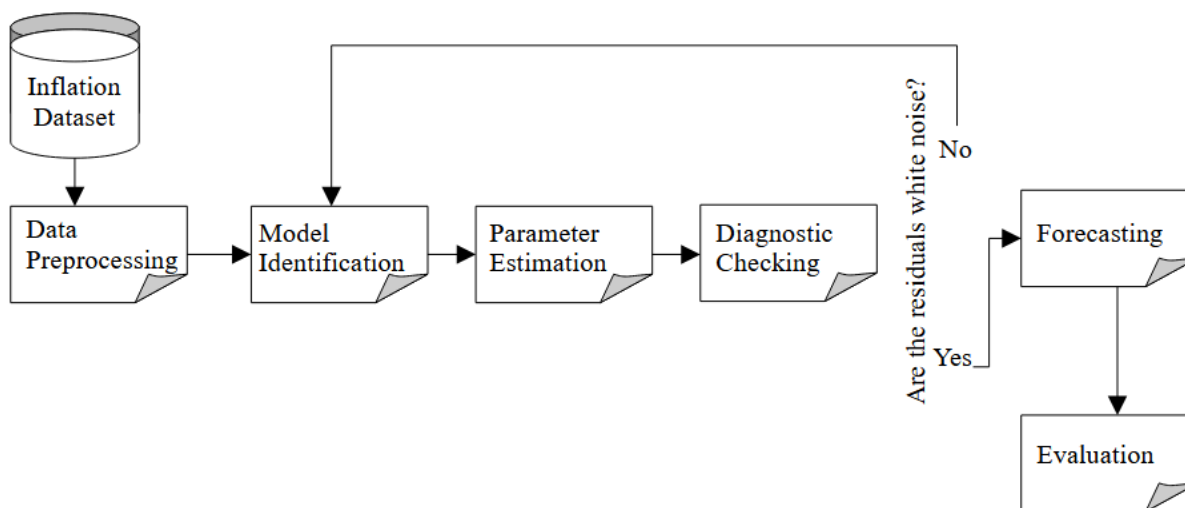 Inflation
Dataset
Data
Preprocessing
Model
Identification
Parameter
Estimation
Diagnostic
Checking
Are the residuals white noise?
No
Yes
Forecasting
Evaluation